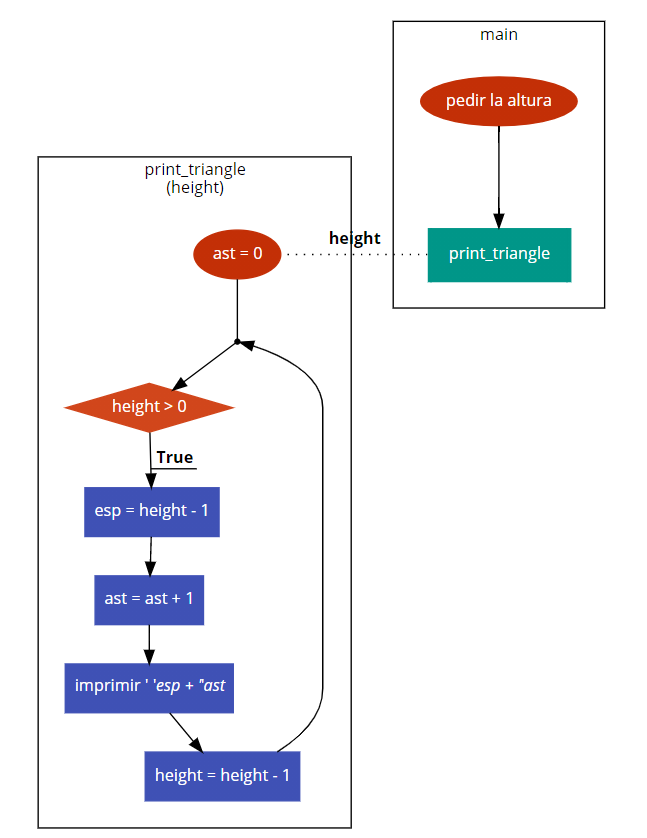 main
pedir la altura
print_triangle
height
print_triangle
(height)
ast = 0
height > 0
True
esp = height - 1
ast = ast + 1
imprimir ' 'esp + ''ast
height = height - 1